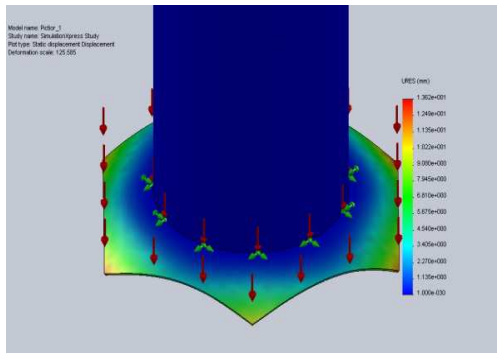 Model name: Pictior_1
Study name: SimulationXpress Study
Plot type: Static displacement Displacement
Deformation scale: 125.585
URES (mm)
1.362e+001
1.249e+001
1.135e+001
1.022e+001
9.080e+000
7.945e+000
6.810e+000
5.675e+000
4.540e+000
3.405e+000
2.270e+000
1.135e+000
1.000e-030